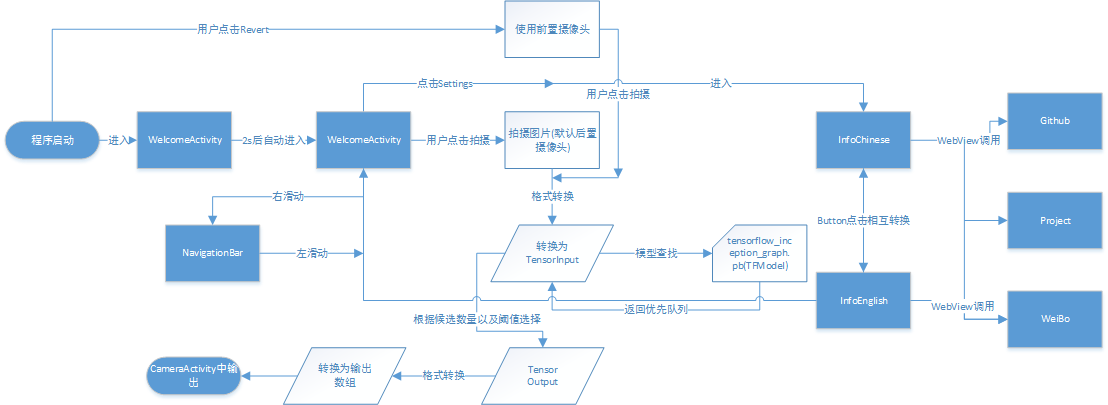 用户点击Revert
使用前置摄像头
点击Settings
进入
用户点击拍摄
程序启动
进入
WelcomeActivity
2s后自动进入
WelcomeActivity
用户点击拍摄
拍摄图片(默认后置
摄像头)
InfoChinese
WebView调用
Github
右滑动
格式转换
Button点击相互转换
Project
NavigationBar
左滑动
转换为
TensorInput
模型查找
tensorflow_inc
eption_graph.
pb(TFModel)
返回优先队列
InfoEnglish
WebView调用
WeiBo
根据候选数量以及阈值选择
CameraActivity中输
出
转换为输出
数组
格式转换
Tensor
Output